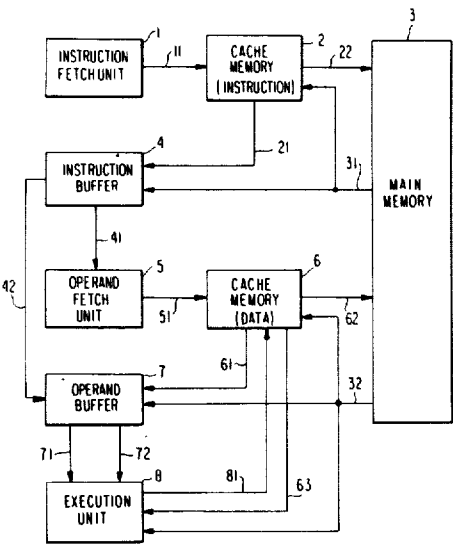 1
2
3
INSTRUCTION
FETCH UNIT
11
CACHE
MEMORY
(INSTRUCTION)
22
4
21
INSTRUCTION
BUFFER
31
MAIN
MEMORY
41
42
5
6
OPERAND
FETCH
UNIT
51
CACHE
MEMORY
(DATA)
62
7
61
32
OPERAND
BUFFER
71
72
8
81
63
EXECUTION
UNIT